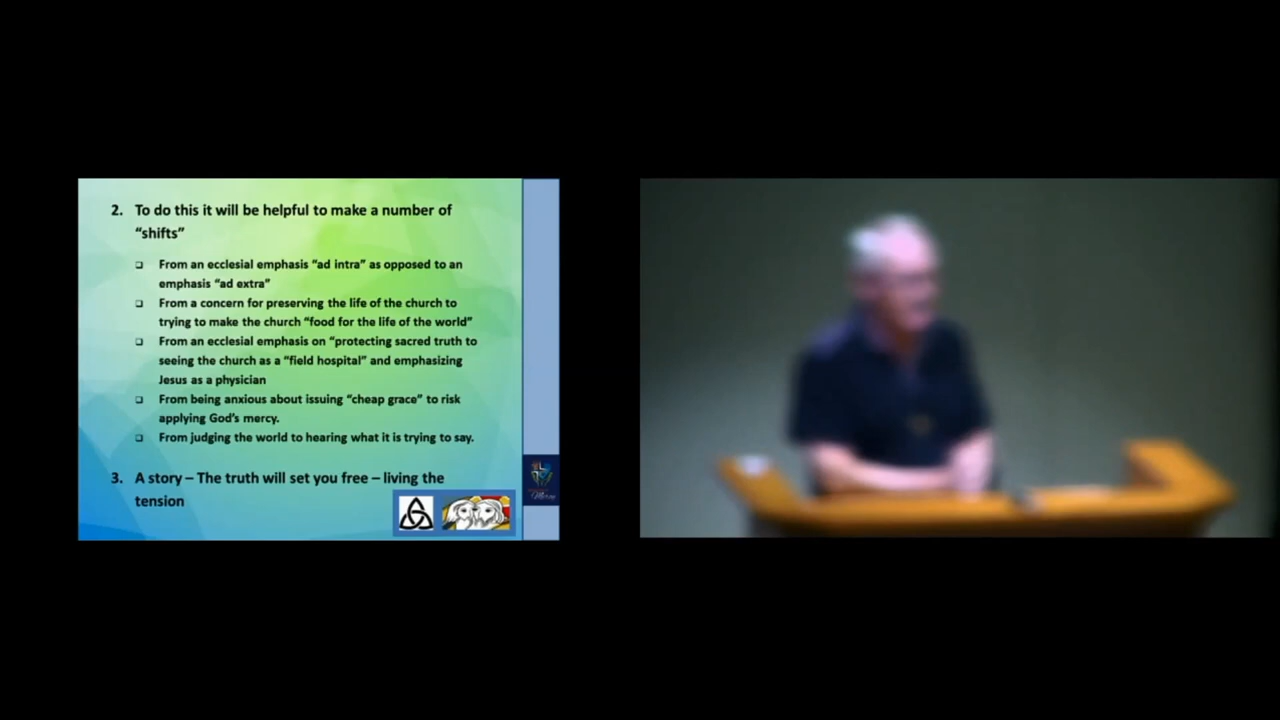 2. To do this it will be helpful to make a number of
“shifts”
❑ From an ecclesial emphasis “ad intra” as opposed to an
emphasis “ad extra”
❑ From a concern for preserving the life of the church to
trying to make the church “food for the life of the world”
❑ From an ecclesial emphasis on “protecting sacred truth to
seeing the church as a “field hospital” and emphasizing
Jesus as a physician
❑ From being anxious about issuing “cheap grace” to risk
applying God’s mercy.
❑ From judging the world to hearing what it is trying to say.
3. A story – The truth will set you free – living the
tension
Mercy